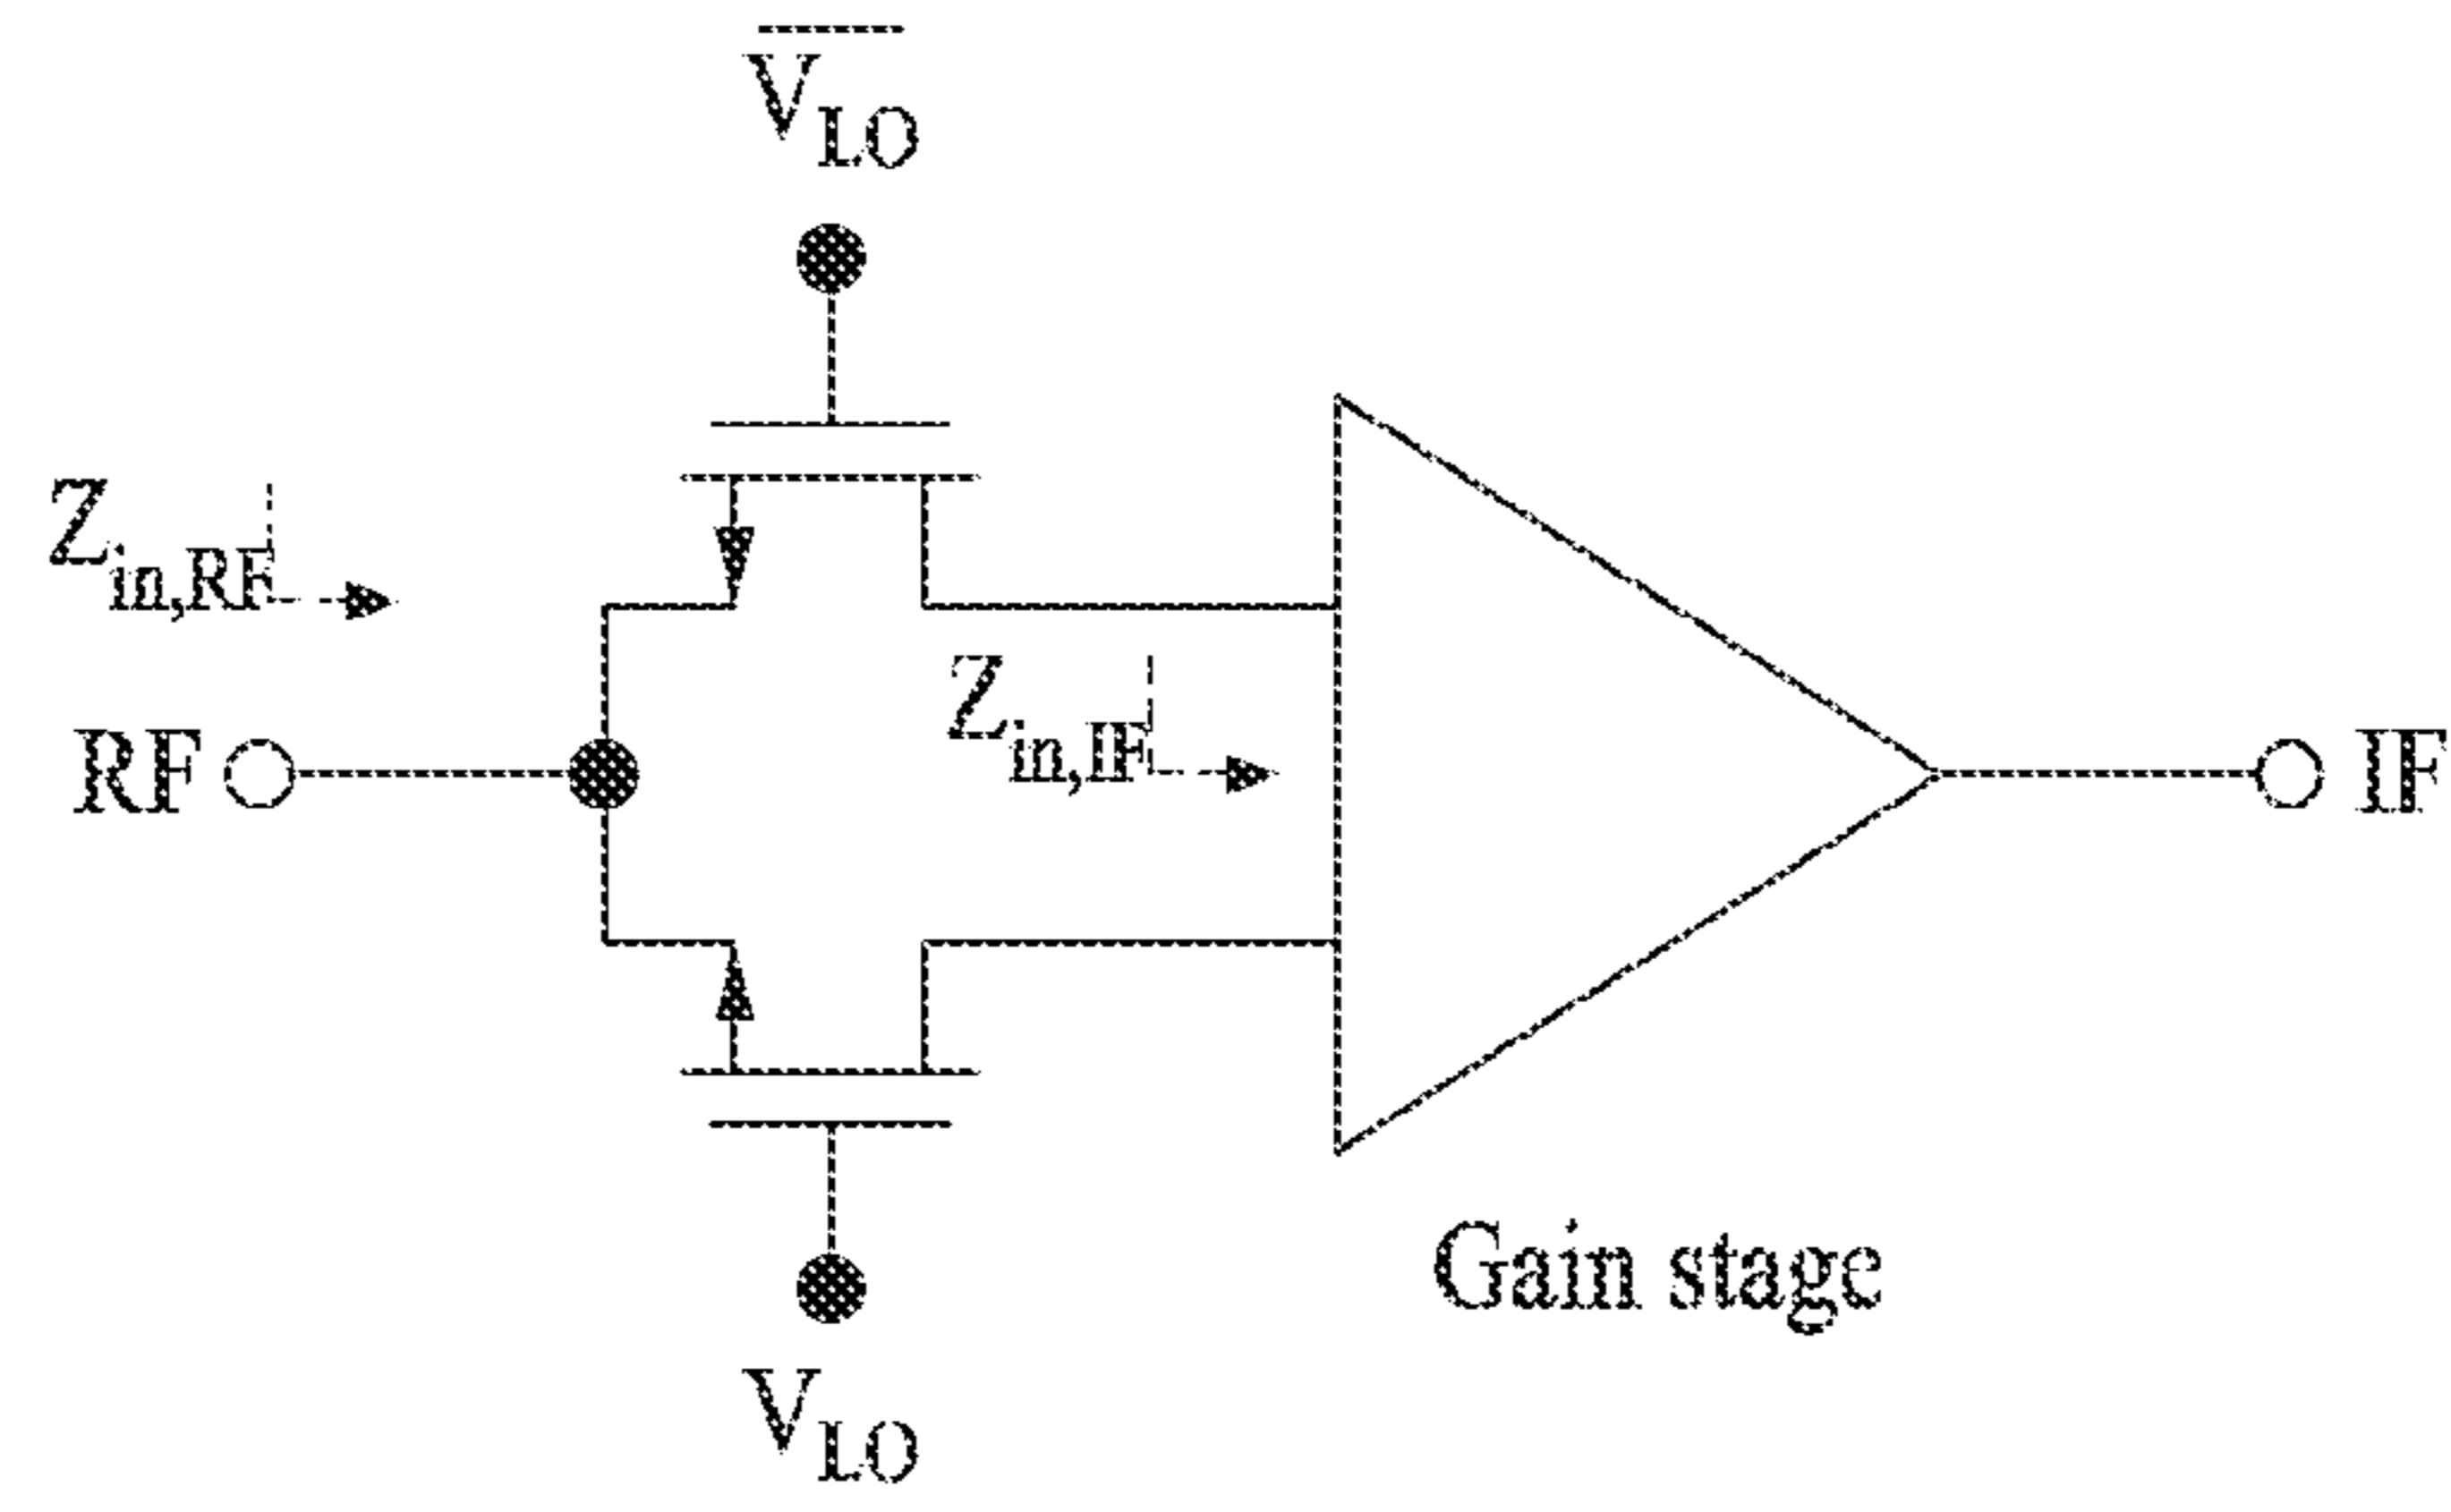 V̅LO
Zin,RF
Zin,IF
RF
IF
Gain stage
VLO